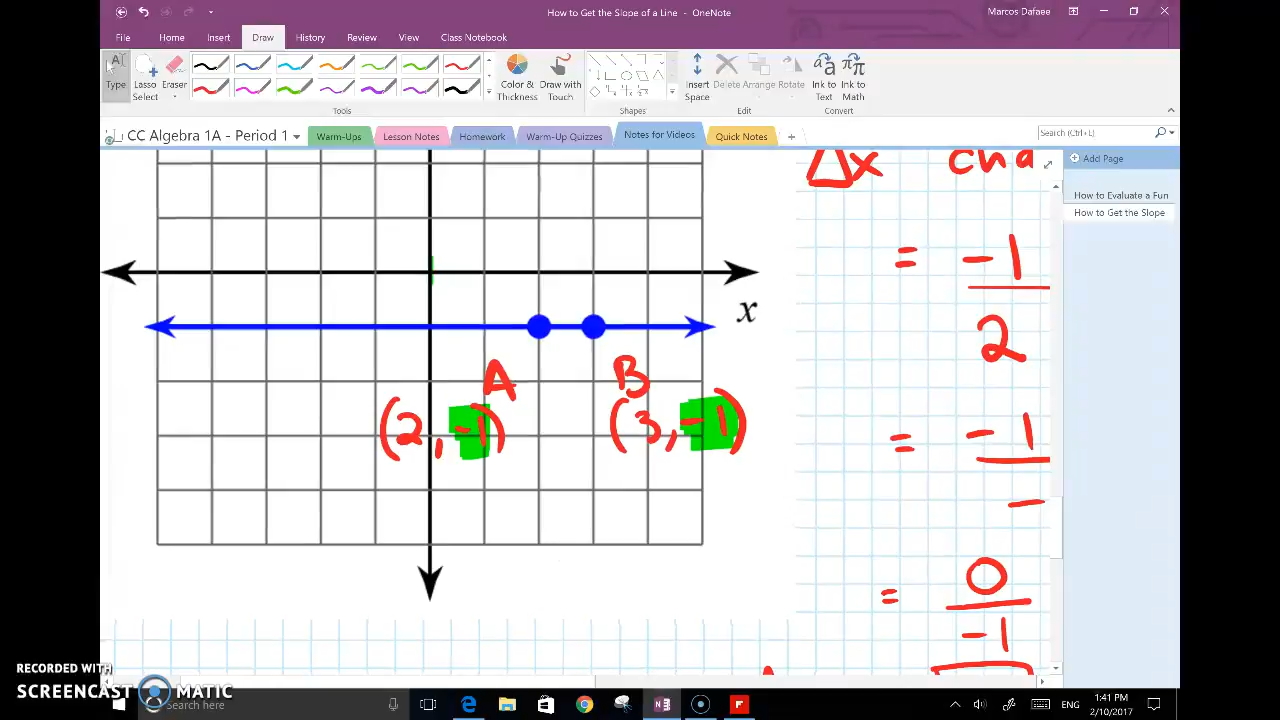 How to Get the Slope of a Line - OneNote
Marcos Dafaee
File Home Insert Draw History Review View Class Notebook
Type
Lasso Select
Eraser
Color & Thickness
Draw with Touch
Insert Space
Delete
Arrange
Rotate
Ink to Text
Ink to Math
Tools
Shapes
Edit
Convert
CC Algebra 1A - Period 1
Warm-Ups Lesson Notes Homework Warm-Up Quizzes Notes for Videos Quick Notes
Search (Ctrl+L)
Add Page
How to Evaluate a Fun
How to Get the Slope
Δx cha
x
A
B
(2, -1)
(3, -1)
= -1
2
= -1
-
= 0
-1
RECORDED WITH
SCREENCAST MATIC
Search here
ENG
1:41 PM
2/10/2017